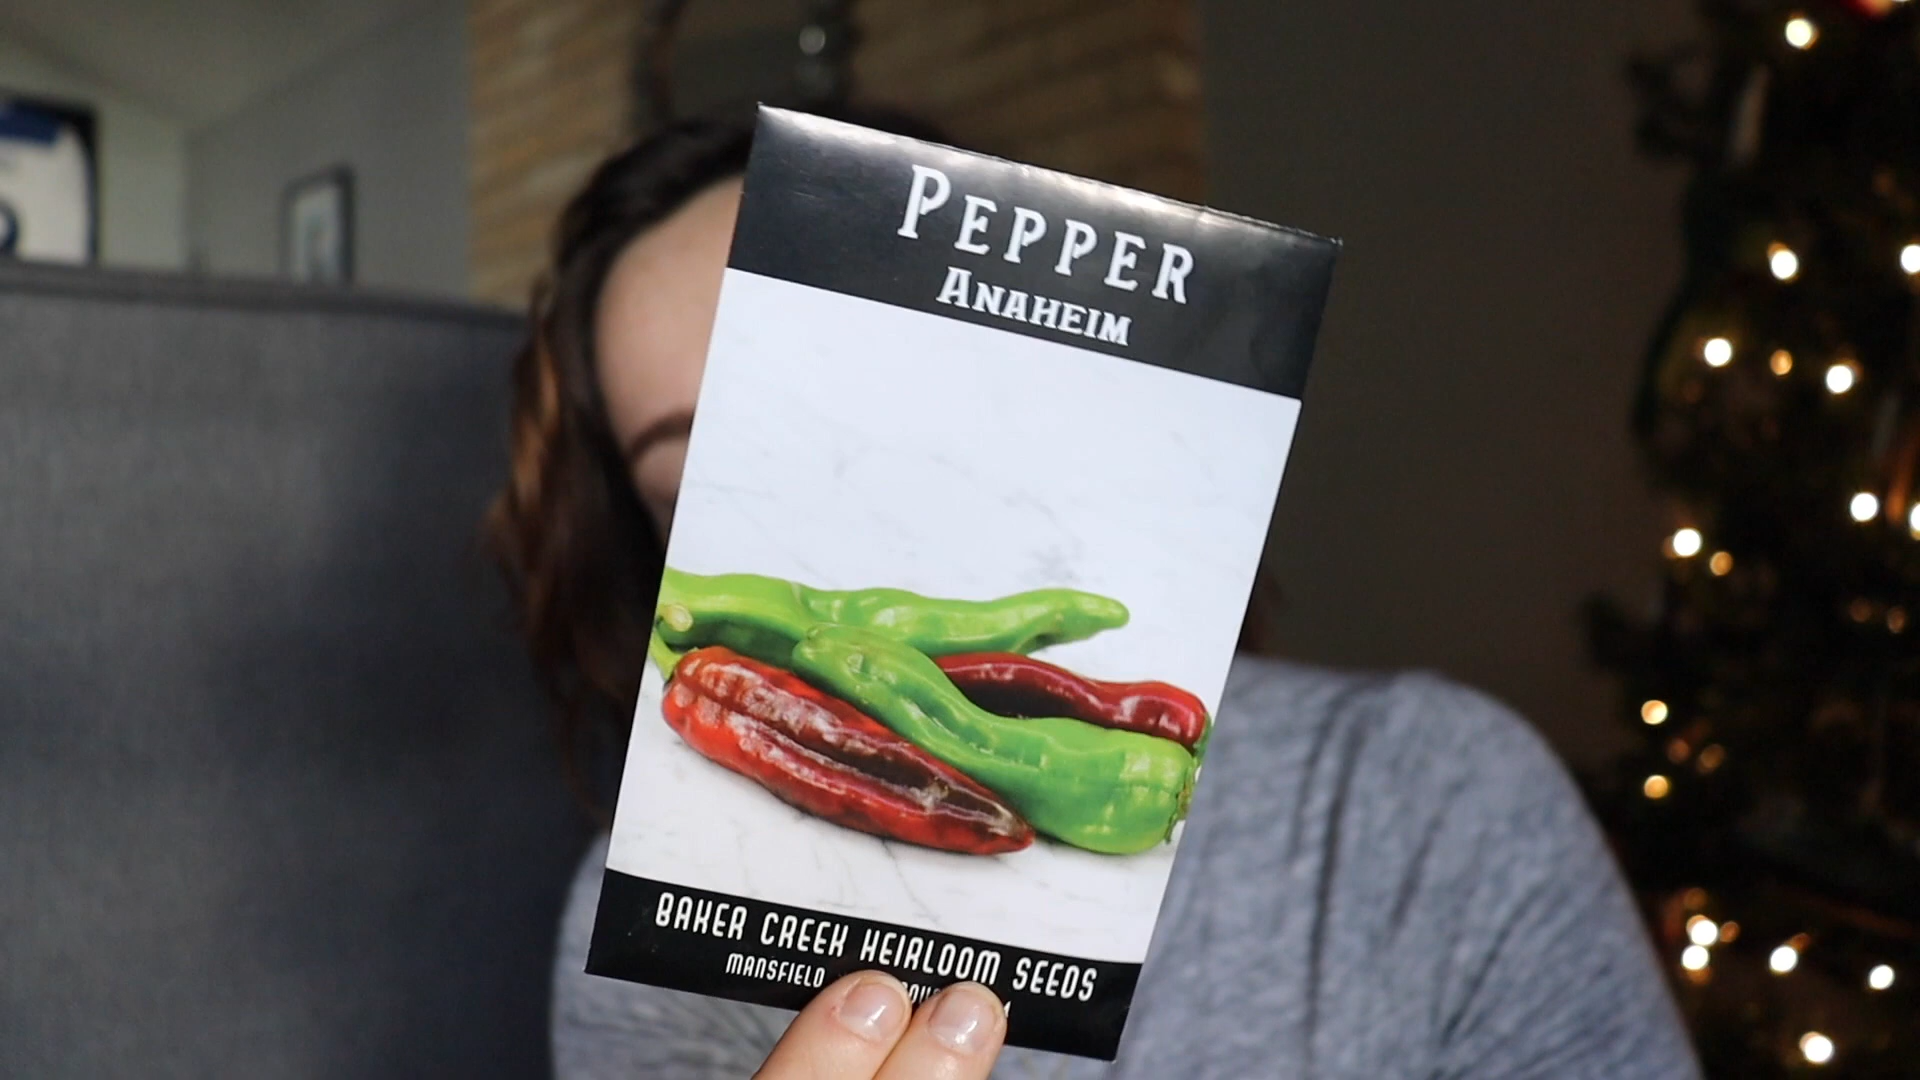 PEPPER
ANAHEIM
BAKER CREEK HEIRLOOM SEEDS
MANSFIELD